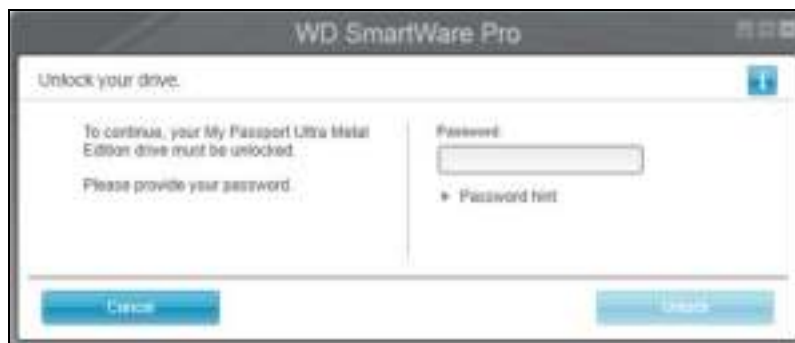 WD SmartWare Pro
Unlock your drive.
To continue, your My Passport Ultra Metal
Edition drive must be unlocked.
Please provide your password.
Password:
Password hint
Cancel
Unlock